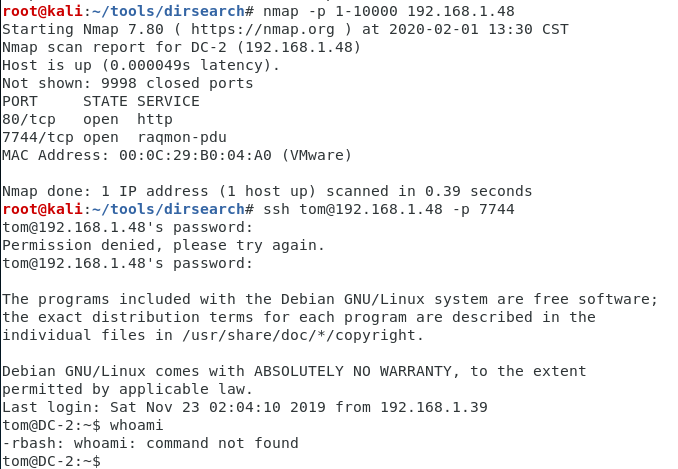 root@kali:~/tools/dirsearch# nmap -p 1-10000 192.168.1.48
Starting Nmap 7.80 ( https://nmap.org ) at 2020-02-01 13:30 CST
Nmap scan report for DC-2 (192.168.1.48)
Host is up (0.000049s latency).
Not shown: 9998 closed ports
PORT     STATE SERVICE
80/tcp   open  http
7744/tcp open  raqmon-pdu
MAC Address: 00:0C:29:B0:04:A0 (VMware)

Nmap done: 1 IP address (1 host up) scanned in 0.39 seconds
root@kali:~/tools/dirsearch# ssh tom@192.168.1.48 -p 7744
tom@192.168.1.48's password:
Permission denied, please try again.
tom@192.168.1.48's password:

The programs included with the Debian GNU/Linux system are free software;
the exact distribution terms for each program are described in the
individual files in /usr/share/doc/*/copyright.

Debian GNU/Linux comes with ABSOLUTELY NO WARRANTY, to the extent
permitted by applicable law.
Last login: Sat Nov 23 02:04:10 2019 from 192.168.1.39
tom@DC-2:~$ whoami
-rbash: whoami: command not found
tom@DC-2:~$